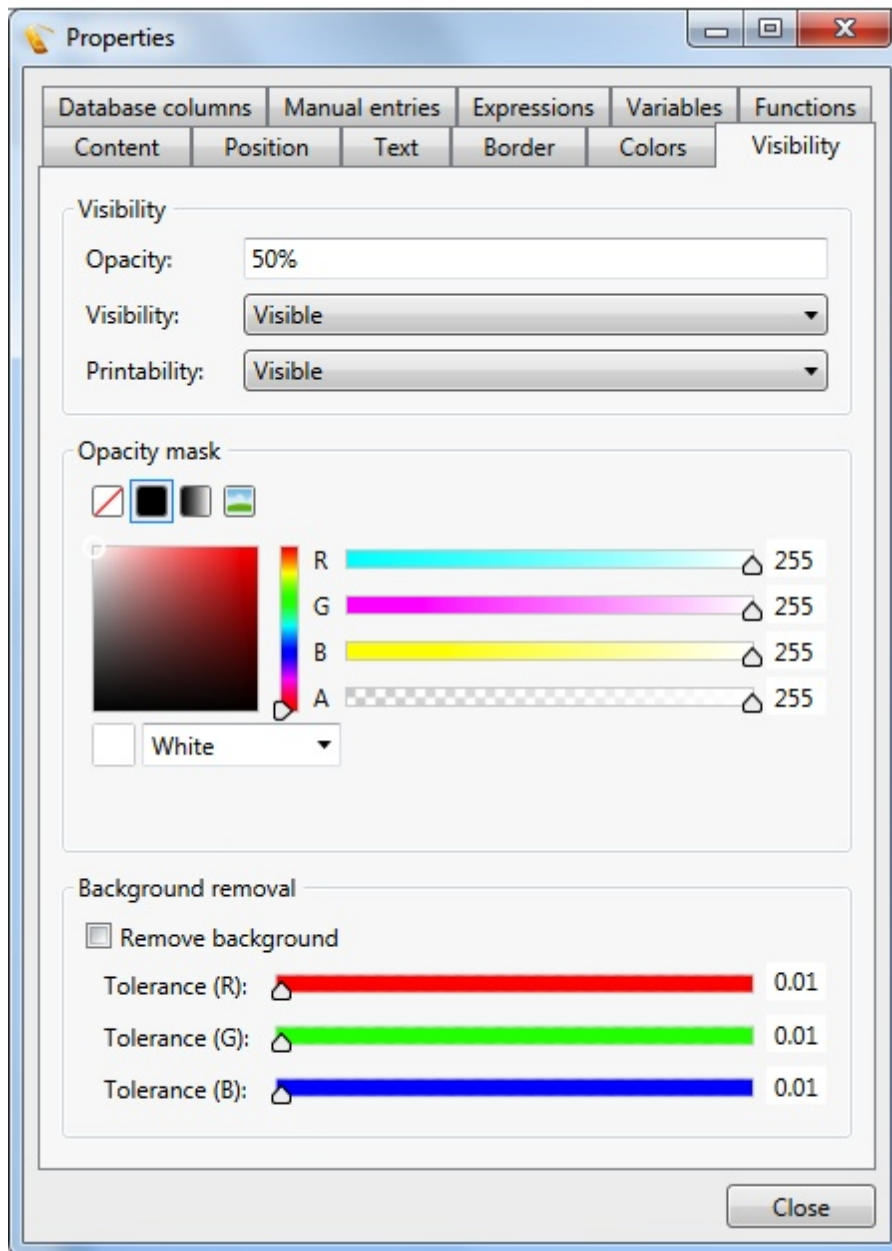 Properties
Database columns Manual entries Expressions Variables Functions
Content Position Text Border Colors Visibility
Visibility
Opacity: 50%
Visibility: Visible
Printability: Visible
Opacity mask
R 255
G 255
B 255
A 255
White
Background removal
Remove background
Tolerance (R): 0.01
Tolerance (G): 0.01
Tolerance (B): 0.01
Close